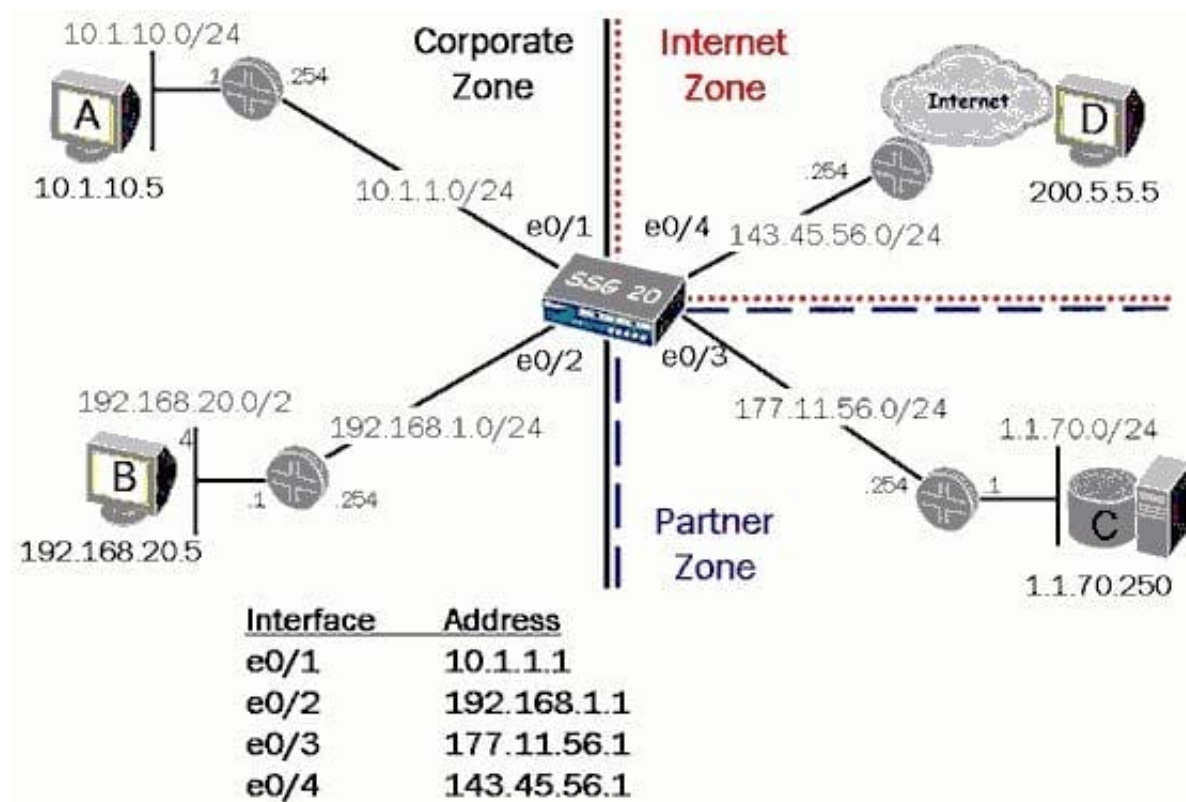 10.1.10.0/24
A
1
.254
10.1.10.5
10.1.1.0/24
Corporate
Zone
Internet
Zone
Internet
D
.254
200.5.5.5
e0/1
e0/4
143.45.56.0/24
SSG 20
e0/2
e0/3
192.168.20.0/2
4
B
192.168.1.0/24
.1
.254
192.168.20.5
177.11.56.0/24
1.1.70.0/24
.254
.1
C
1.1.70.250
Partner
Zone
Interface Address
e0/1 10.1.1.1
e0/2 192.168.1.1
e0/3 177.11.56.1
e0/4 143.45.56.1